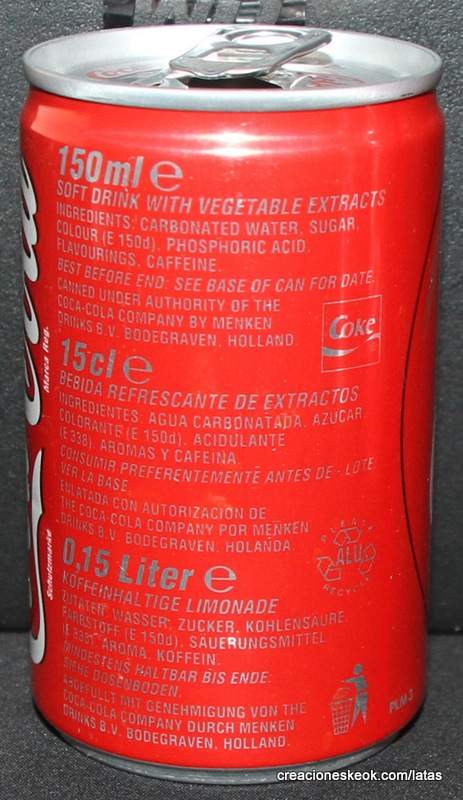 150ml e
SOFT DRINK WITH VEGETABLE EXTRACTS
INGREDIENTS: CARBONATED WATER, SUGAR,
COLOUR (E 150d), PHOSPHORIC ACID,
FLAVOURINGS, CAFFEINE.
BEST BEFORE END: SEE BASE OF CAN FOR DATE.
CANNED UNDER AUTHORITY OF THE
COCA-COLA COMPANY BY MENKEN
DRINKS B.V. BODEGRAVEN, HOLLAND.
Coke
Marca Reg.
15cl e
BEBIDA REFRESCANTE DE EXTRACTOS
INGREDIENTES: AGUA CARBONATADA, AZUCAR,
COLORANTE (E 150d), ACIDULANTE
(E338), AROMAS Y CAFEINA.
CONSUMIR PREFERENTEMENTE ANTES DE - LOTE
VER LA BASE.
ENLATADA CON AUTORIZACION DE
THE COCA-COLA COMPANY POR MENKEN
DRINKS B.V. BODEGRAVEN, HOLANDA.
Schutzmarke
PLEASE
ALU
RECYCLE
0,15 Liter e
KOFFEINHALTIGE LIMONADE
ZUTATEN: WASSER, ZUCKER, KOHLENSÄURE,
FARBSTOFF (E 150d), SÄUERUNGSMITTEL
(E 338), AROMA, KOFFEIN.
MINDESTENS HALTBAR BIS ENDE:
SIEHE DOSENBODEN.
ABGEFÜLLT MIT GENEHMIGUNG VON THE
COCA-COLA COMPANY DURCH MENKEN
DRINKS B.V. BODEGRAVEN, HOLLAND.
PLM-3
creacioneskeok.com/latas